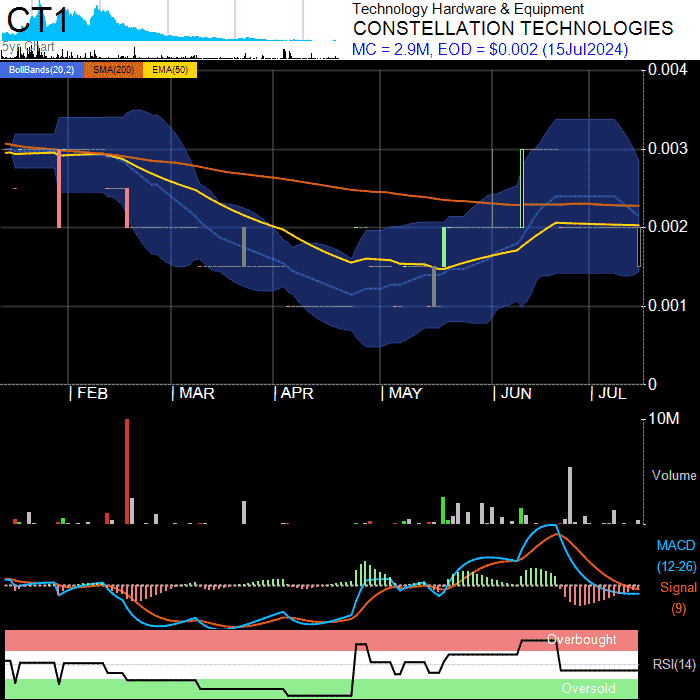 CT1
5yr Chart
Technology Hardware & Equipment
CONSTELLATION TECHNOLOGIES
MC = 2.9M, EOD = $0.002 (15Jul2024)
BollBands(20,2) SMA(200) EMA(50)
0.004
0.003
0.002
0.001
0
FEB MAR APR MAY JUN JUL
10M
Volume
MACD
(12-26)
Signal
(9)
Overbought
RSI(14)
Oversold